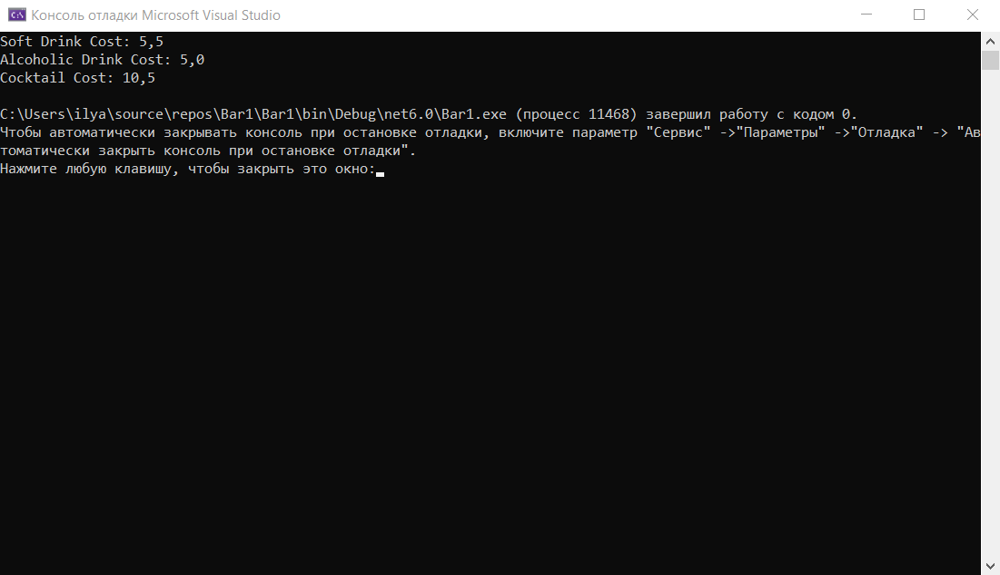 Консоль отладки Microsoft Visual Studio
Soft Drink Cost: 5,5
Alcoholic Drink Cost: 5,0
Cocktail Cost: 10,5
C:\Users\ilya\source\repos\Bar1\Bar1\bin\Debug\net6.0\Bar1.exe (процесс 11468) завершил работу с кодом 0.
Чтобы автоматически закрывать консоль при остановке отладки, включите параметр "Сервис" ->"Параметры" ->"Отладка" -> "Ав
томатически закрыть консоль при остановке отладки".
Нажмите любую клавишу, чтобы закрыть это окно: